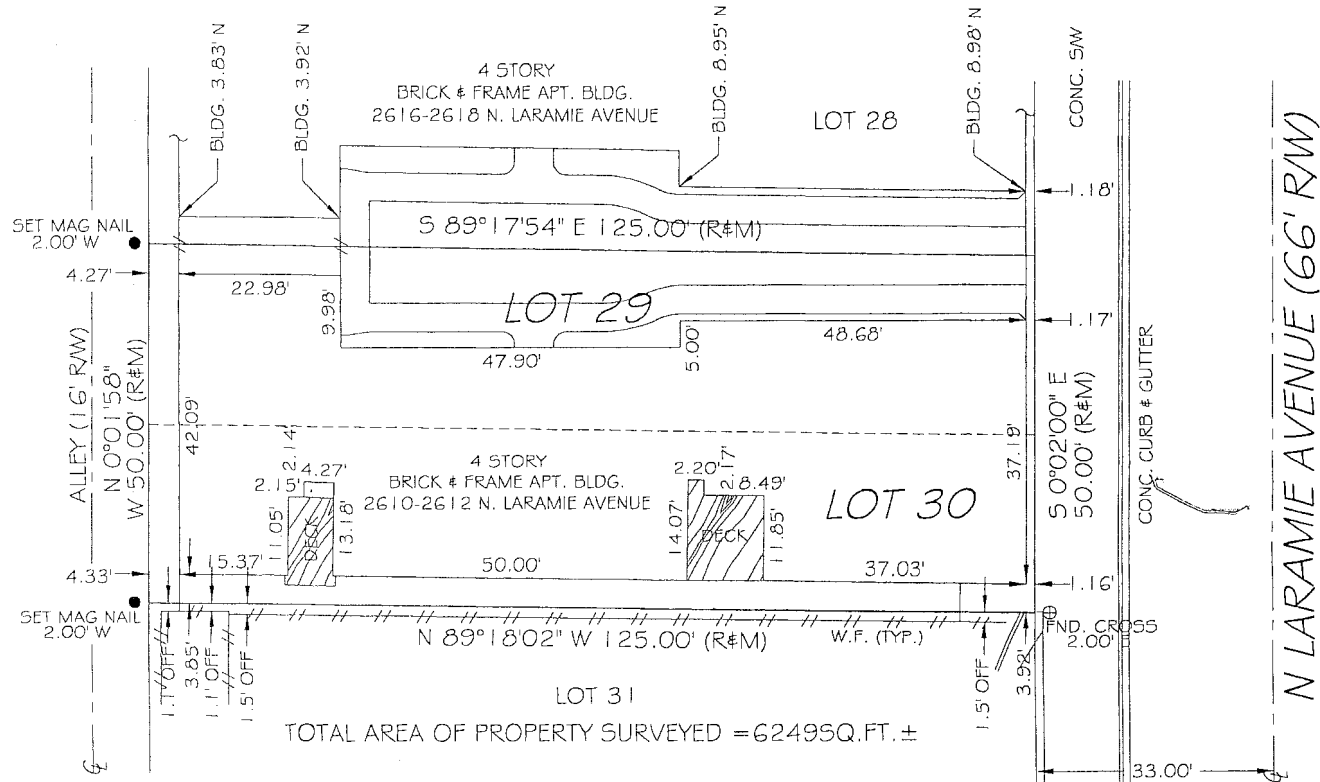 BLDG. 3.83' N
BLDG. 3.92' N
4 STORY
BRICK & FRAME APT. BLDG.
2616-2618 N. LARAMIE AVENUE
BLDG. 8.95' N
LOT 28
BLDG. 8.98' N
CONC. S/W
N LARAMIE AVENUE (66' R/W)
1.18'
SET MAG NAIL
2.00' W
S 89°17'54" E 125.00' (R&M)
4.27'
22.98'
9.98'
LOT 29
47.90'
5.00'
48.68'
1.17'
ALLEY (16' R/W)
N 0°01'58"
W 50.00' (R&M)
42.09'
37.19'
S 0°02'00" E
50.00' (R&M)
CONC. CURB & GUTTER
4 STORY
BRICK & FRAME APT. BLDG.
2610-2612 N. LARAMIE AVENUE
2.14'
4.27'
2.15'
11.05'
DECK
13.18'
2.20'
2.17'
8.49'
14.07'
DECK
11.85'
LOT 30
4.33'
15.37'
50.00'
37.03'
1.16'
SET MAG NAIL
2.00' W
N 89°18'02" W 125.00' (R&M)
W.F. (TYP.)
FND. CROSS
2.00' E
1.1' OFF
3.85'
1.1' OFF
1.5' OFF
1.5' OFF
3.92'
LOT 31
TOTAL AREA OF PROPERTY SURVEYED =6249SQ.FT.±
33.00'